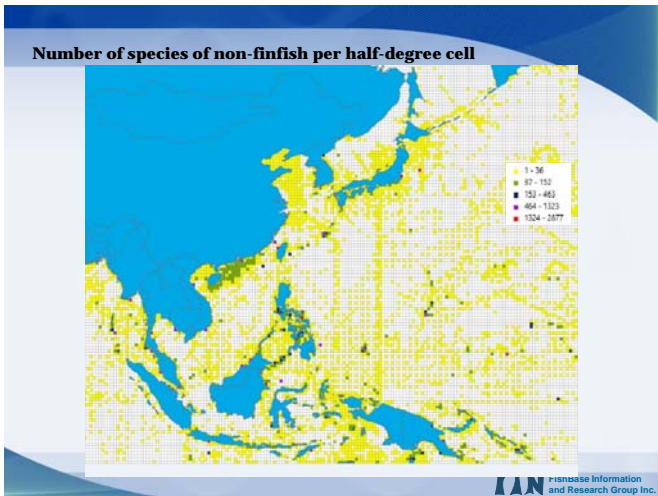 Number of species of non-finfish per half-degree cell
1 - 36
97 - 152
153 - 463
464 - 1323
1324 - 2877
FishBase Information
and Research Group Inc.